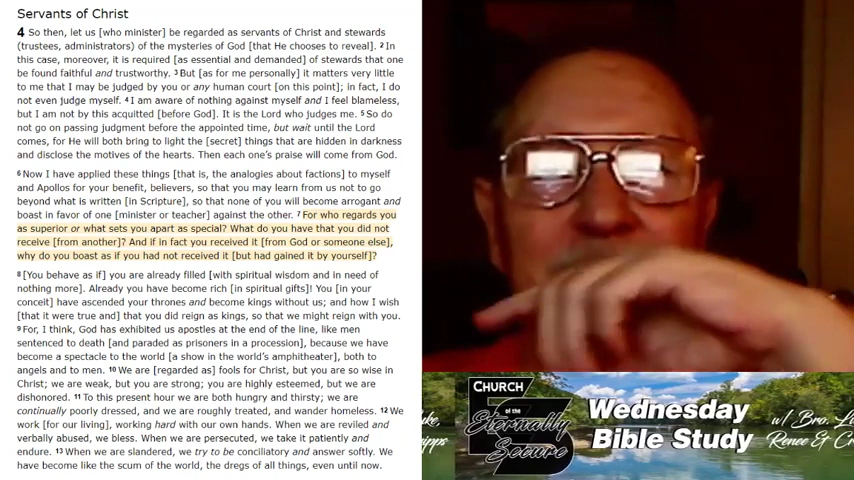 Servants of Christ
4 So then, let us [who minister] be regarded as servants of Christ and stewards
(trustees, administrators) of the mysteries of God [that He chooses to reveal]. 2 In
this case, moreover, it is required [as essential and demanded] of stewards that one
be found faithful and trustworthy. 3 But [as for me personally] it matters very little
to me that I may be judged by you or any human court [on this point]; in fact, I do
not even judge myself. 4 I am aware of nothing against myself and I feel blameless,
but I am not by this acquitted [before God]. It is the Lord who judges me. 5 So do
not go on passing judgment before the appointed time, but wait until the Lord
comes, for He will both bring to light the [secret] things that are hidden in darkness
and disclose the motives of the hearts. Then each one's praise will come from God.
6 Now I have applied these things [that is, the analogies about factions] to myself
and Apollos for your benefit, believers, so that you may learn from us not to go
beyond what is written [in Scripture], so that none of you will become arrogant and
boast in favor of one [minister or teacher] against the other. 7 For who regards you
as superior or what sets you apart as special? What do you have that you did not
receive [from another]? And if in fact you received it [from God or someone else],
why do you boast as if you had not received it [but had gained it by yourself]?
8 [You behave as if] you are already filled [with spiritual wisdom and in need of
nothing more]. Already you have become rich [in spiritual gifts]! You [in your
conceit] have ascended your thrones and become kings without us; and how I wish
[that it were true and] that you did reign as kings, so that we might reign with you.
9 For, I think, God has exhibited us apostles at the end of the line, like men
sentenced to death [and paraded as prisoners in a procession], because we have
become a spectacle to the world [a show in the world's amphitheater], both to
angels and to men. 10 We are [regarded as] fools for Christ, but you are so wise in
Christ; we are weak, but you are strong; you are highly esteemed, but we are
dishonored. 11 To this present hour we are both hungry and thirsty; we are
continually poorly dressed, and we are roughly treated, and wander homeless. 12 We
work [for our living], working hard with our own hands. When we are reviled and
verbally abused, we bless. When we are persecuted, we take it patiently and
endure. 13 When we are slandered, we try to be conciliatory and answer softly. We
have become like the scum of the world, the dregs of all things, even until now.
CHURCH
of the
Eternally
Secure
Wednesday
Bible Study
w/ Bro.
Renee &